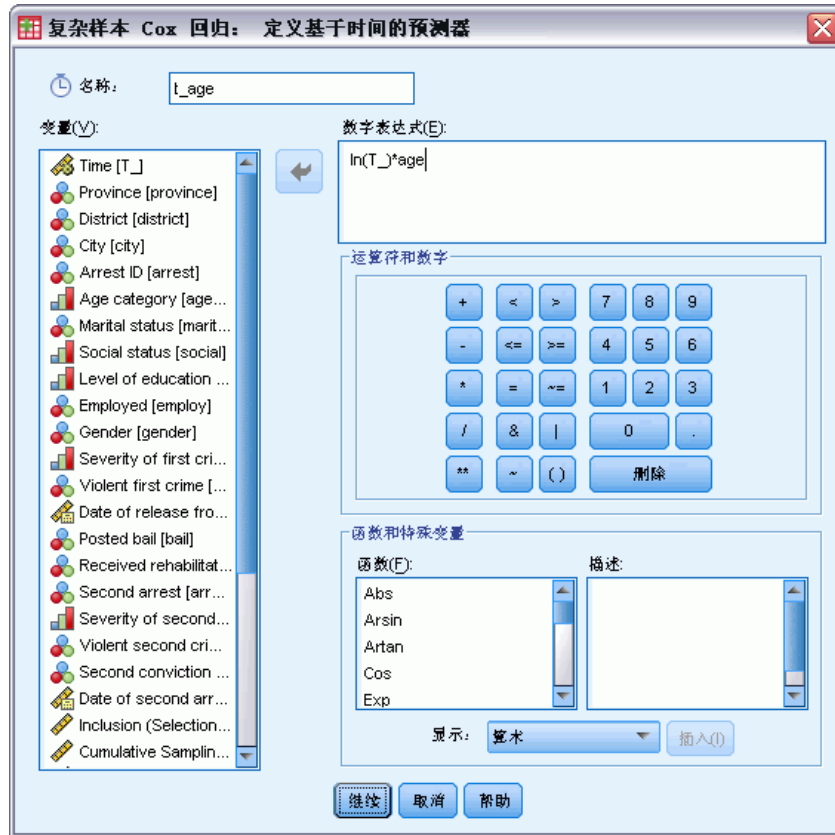 复杂样本 Cox 回归： 定义基于时间的预测器
名称：
t_age
变量(V):
Time [T_]
Province [province]
District [district]
City [city]
Arrest ID [arrest]
Age category [age...
Marital status [marit...
Social status [social]
Level of education ...
Employed [employ]
Gender [gender]
Severity of first cri...
Violent first crime [...
Date of release fro...
Posted bail [bail]
Received rehabilitat...
Second arrest [arr...
Severity of second...
Violent second cri...
Second conviction ...
Date of second arr...
Inclusion (Selection...
Cumulative Samplin...
数字表达式(E):
ln(T_)*age
运算符和数字
+ < > 7 8 9
- <= >= 4 5 6
* = ~= 1 2 3
/ & | 0 .
** ~ ( ) 删除
函数和特殊变量
函数(F):
Abs
Arsin
Artan
Cos
Exp
描述:
显示： 算术 插入(I)
继续 取消 帮助